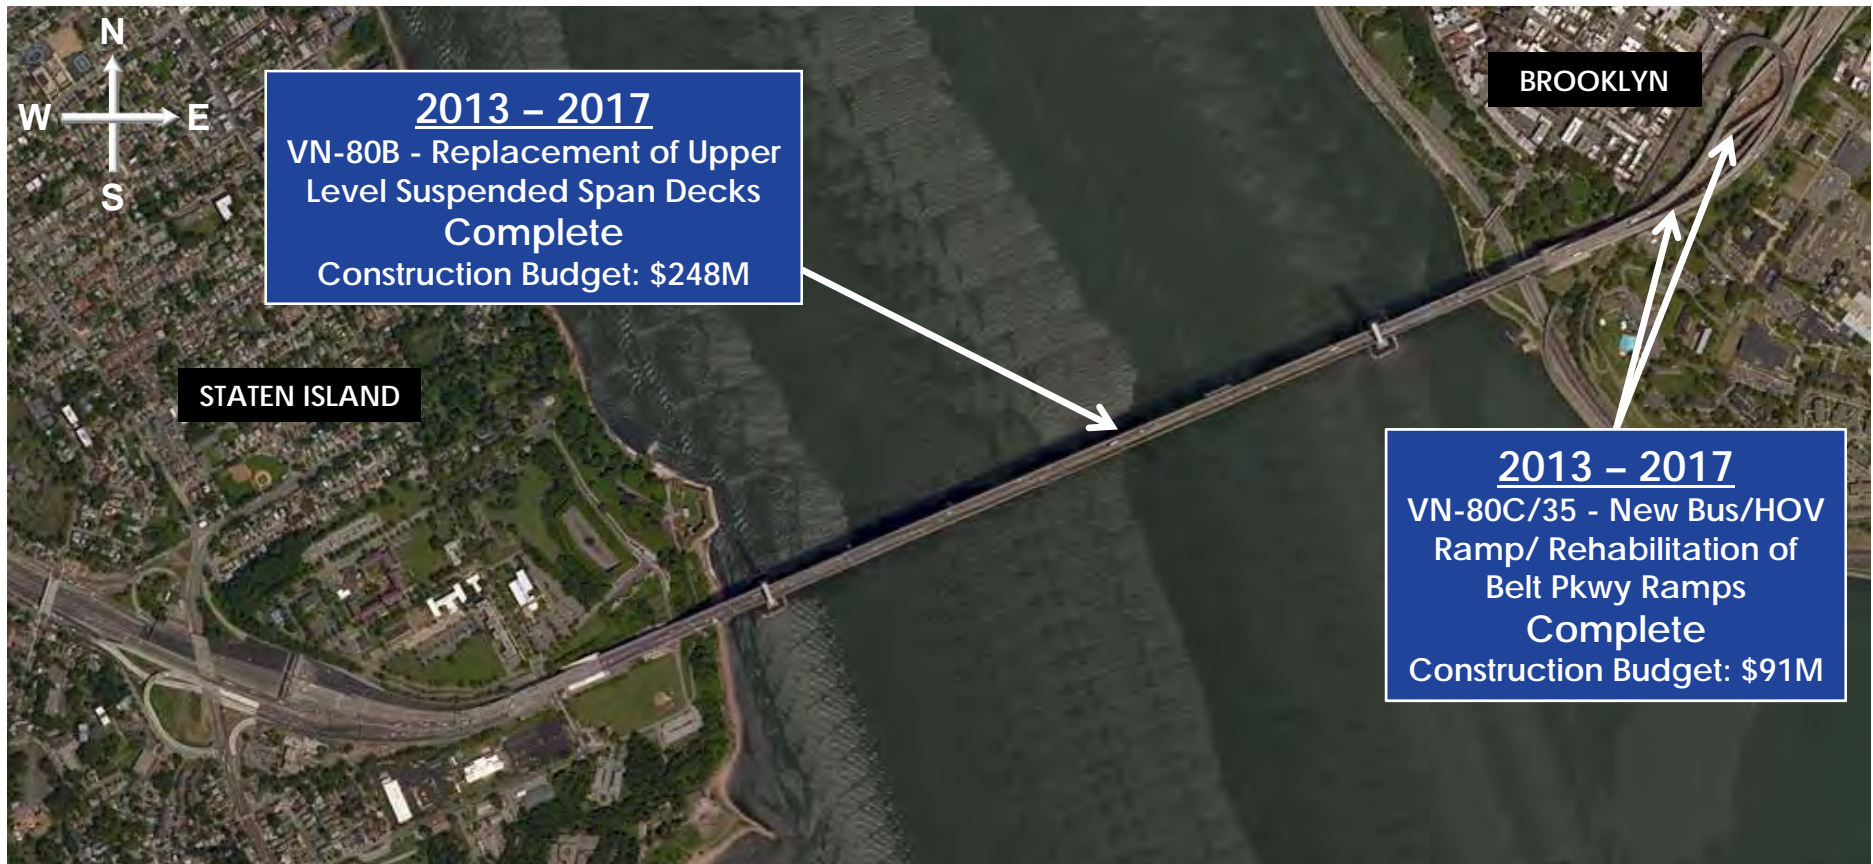 N
W E
S
2013 – 2017
VN-80B - Replacement of Upper
Level Suspended Span Decks
Complete
Construction Budget: $248M
BROOKLYN
STATEN ISLAND
2013 – 2017
VN-80C/35 - New Bus/HOV
Ramp/ Rehabilitation of
Belt Pkwy Ramps
Complete
Construction Budget: $91M